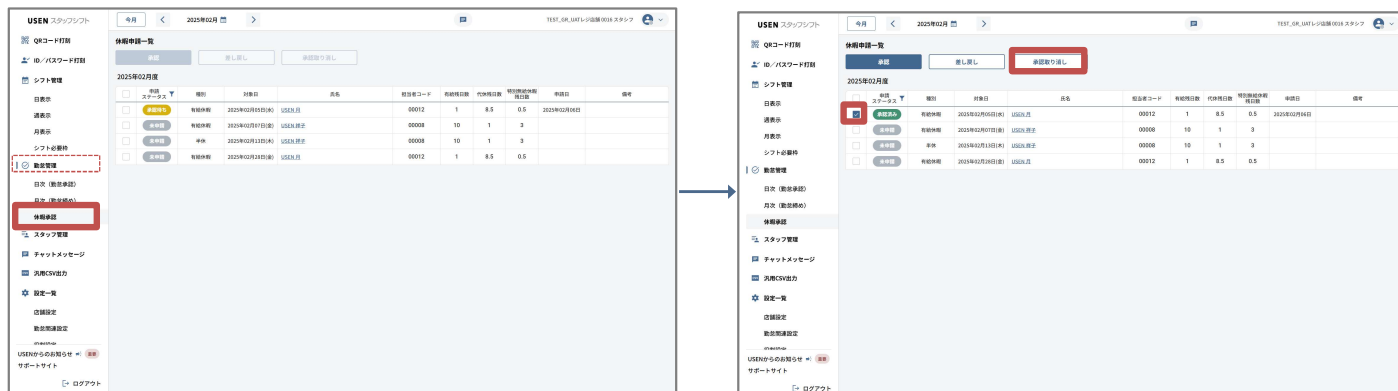 USEN スタッフシフト
今月
2025年02月
TEST_GR_UATレジ店舗 0016 スタシフ
QRコード打刻
ID/パスワード打刻
シフト管理
日表示
週表示
月表示
シフト必要枠
勤怠管理
日次（勤怠承認）
月次（勤怠締め）
休暇承認
スタッフ管理
チャットメッセージ
汎用CSV出力
設定一覧
店舗設定
勤怠関連設定
USENからのお知らせ 重要
サポートサイト
ログアウト
休暇申請一覧
承認 差し戻し 承認取り消し
2025年02月度
申請ステータス 種別 対象日 氏名 担当者コード 有給残日数 代休残日数 特別無給休暇残日数 申請日 備考
承認待ち 有給休暇 2025年02月05日(水) USEN 月 00012 1 8.5 0.5 2025年02月06日
未申請 有給休暇 2025年02月07日(金) USEN 祥子 00008 10 1 3
未申請 半休 2025年02月13日(木) USEN 祥子 00008 10 1 3
未申請 有給休暇 2025年02月28日(金) USEN 月 00012 1 8.5 0.5
USEN スタッフシフト
今月
2025年02月
TEST_GR_UATレジ店舗 0016 スタシフ
QRコード打刻
ID/パスワード打刻
シフト管理
日表示
週表示
月表示
シフト必要枠
勤怠管理
日次（勤怠承認）
月次（勤怠締め）
休暇承認
スタッフ管理
チャットメッセージ
汎用CSV出力
設定一覧
店舗設定
勤怠関連設定
USENからのお知らせ 重要
サポートサイト
ログアウト
休暇申請一覧
承認 差し戻し 承認取り消し
2025年02月度
申請ステータス 種別 対象日 氏名 担当者コード 有給残日数 代休残日数 特別無給休暇残日数 申請日 備考
承認済み 有給休暇 2025年02月05日(水) USEN 月 00012 1 8.5 0.5 2025年02月06日
未申請 有給休暇 2025年02月07日(金) USEN 祥子 00008 10 1 3
未申請 半休 2025年02月13日(木) USEN 祥子 00008 10 1 3
未申請 有給休暇 2025年02月28日(金) USEN 月 00012 1 8.5 0.5